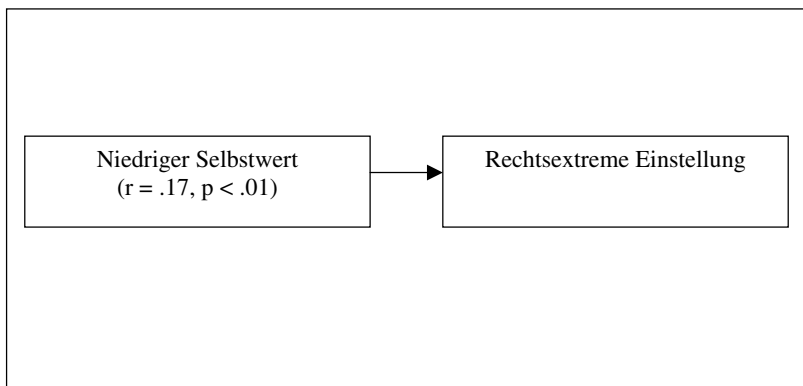 Niedriger Selbstwert
(r = .17, p < .01)
Rechtsextreme Einstellung